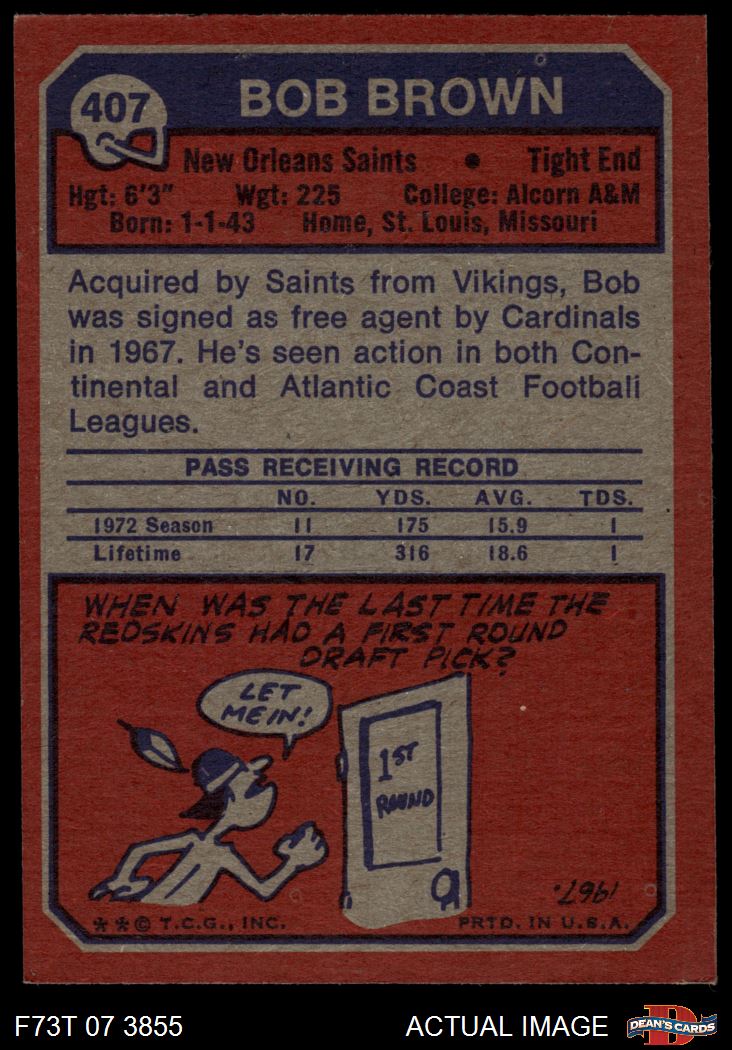 407
BOB BROWN
New Orleans Saints • Tight End
Hgt: 6'3" Wgt: 225 College: Alcorn A&M
Born: 1-1-43 Home, St. Louis, Missouri
Acquired by Saints from Vikings, Bob
was signed as free agent by Cardinals
in 1967. He's seen action in both Con-
tinental and Atlantic Coast Football
Leagues.
PASS RECEIVING RECORD
NO. YDS. AVG. TDS.
1972 Season 11 175 15.9 1
Lifetime 17 316 18.6 1
WHEN WAS THE LAST TIME THE
REDSKINS HAD A FIRST ROUND
DRAFT PICK?
LET
ME IN!
1ST
ROUND
1967.
* * © T.C.G., INC. PRTD. IN U.S.A.
F73T 07 3855 ACTUAL IMAGE
D
DEAN'S CARDS